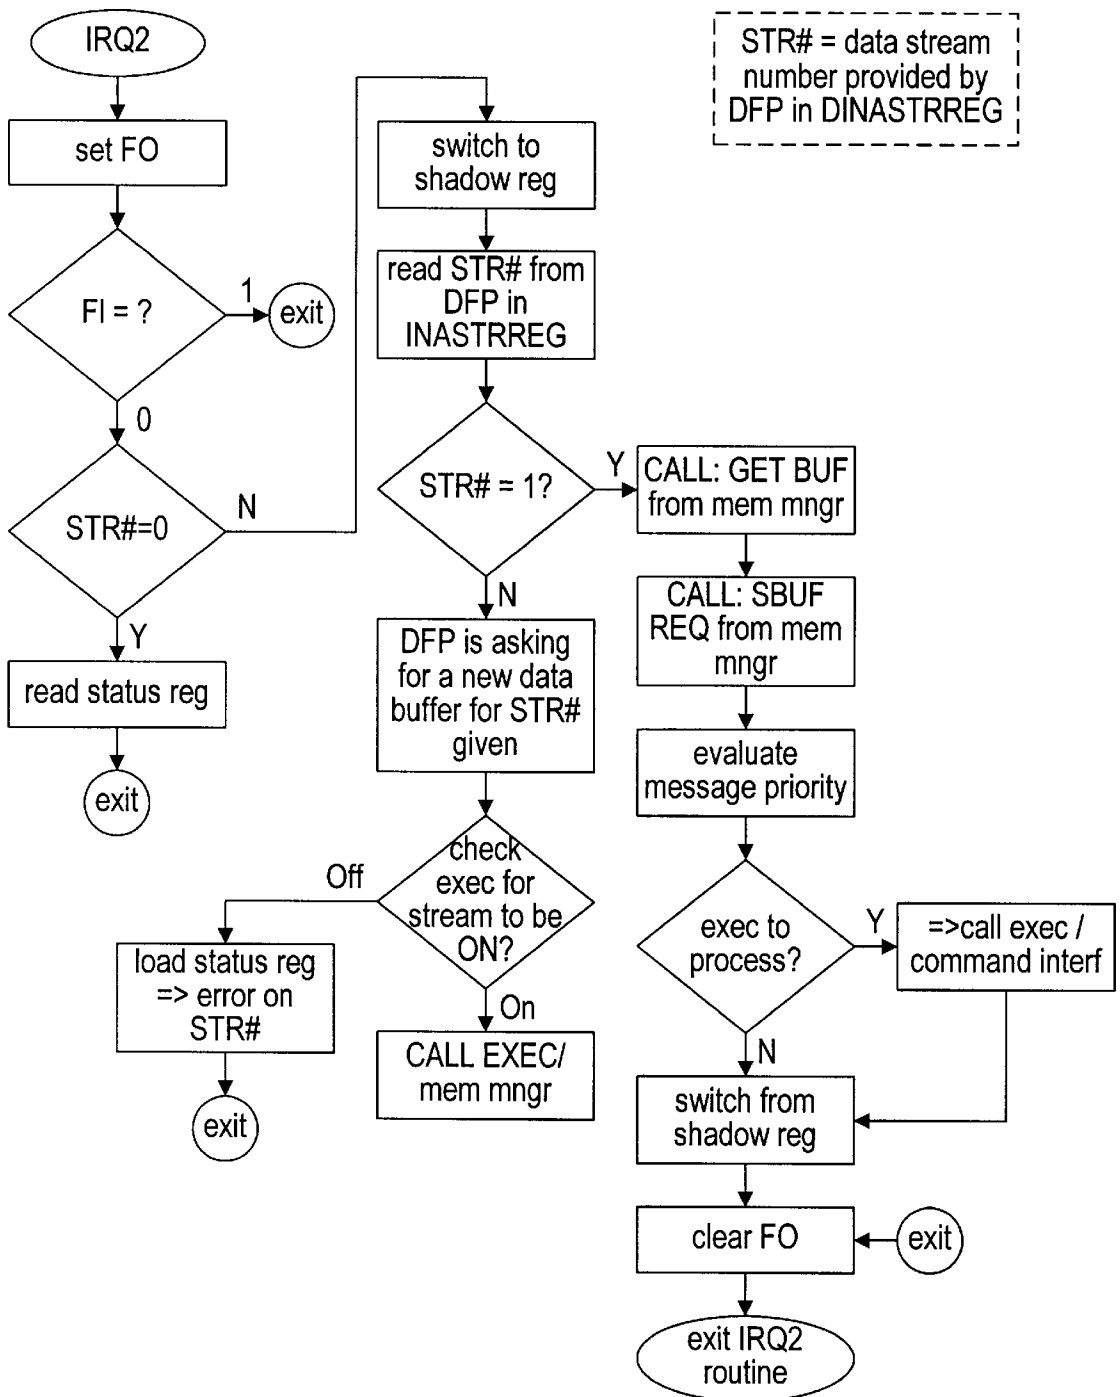 IRQ2
set FO
FI = ?
1
exit
0
STR#=0
N
Y
read status reg
exit
switch to
shadow reg
read STR# from
DFP in
INASTRREG
STR# = 1?
Y
N
DFP is asking
for a new data
buffer for STR#
given
check
exec for
stream to be
ON?
Off
load status reg
=> error on
STR#
exit
On
CALL EXEC/
mem mngr
STR# = data stream
number provided by
DFP in DINASTRREG
CALL: GET BUF
from mem mngr
CALL: SBUF
REQ from mem
mngr
evaluate
message priority
exec to
process?
Y
=>call exec /
command interf
N
switch from
shadow reg
clear FO
exit
exit IRQ2
routine